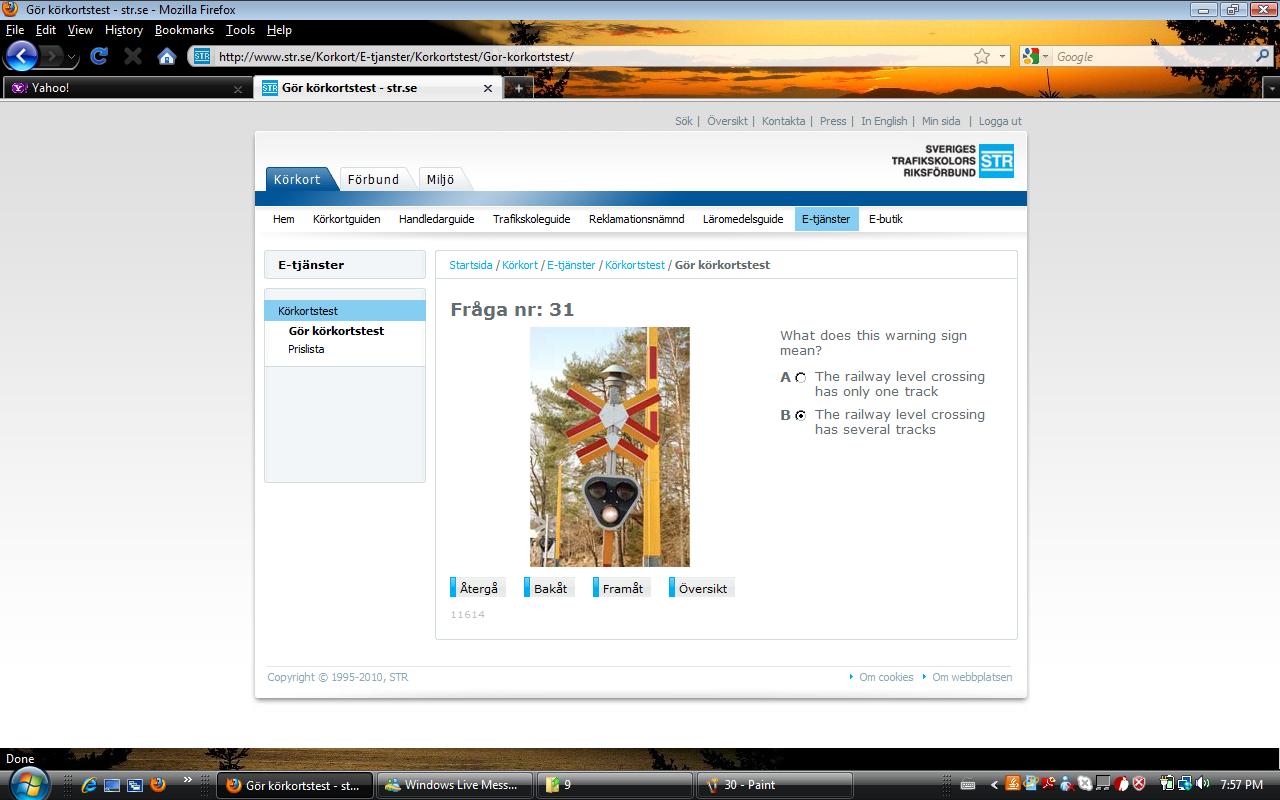 Gör körkortstest - str.se - Mozilla Firefox
File Edit View History Bookmarks Tools Help
STR http://www.str.se/Korkort/E-tjanster/Korkortstest/Gor-korkortstest/ Google
Yahoo! STR Gör körkortstest - str.se
Sök | Översikt | Kontakta | Press | In English | Min sida | Logga ut
SVERIGES
TRAFIKSKOLORS STR
RIKSFÖRBUND
Körkort Förbund Miljö
Hem Körkortguiden Handledarguide Trafikskoleguide Reklamationsnämnd Läromedelsguide E-tjänster E-butik
E-tjänster
Körkortstest
Gör körkortstest
Prislista
Startsida / Körkort / E-tjänster / Körkortstest / Gör körkortstest
Fråga nr: 31
What does this warning sign
mean?
A The railway level crossing
has only one track
B The railway level crossing
has several tracks
Återgå Bakåt Framåt Översikt
11614
Copyright © 1995-2010, STR Om cookies Om webbplatsen
Done
Gör körkortstest - st... Windows Live Mess... 9 30 - Paint 7:57 PM